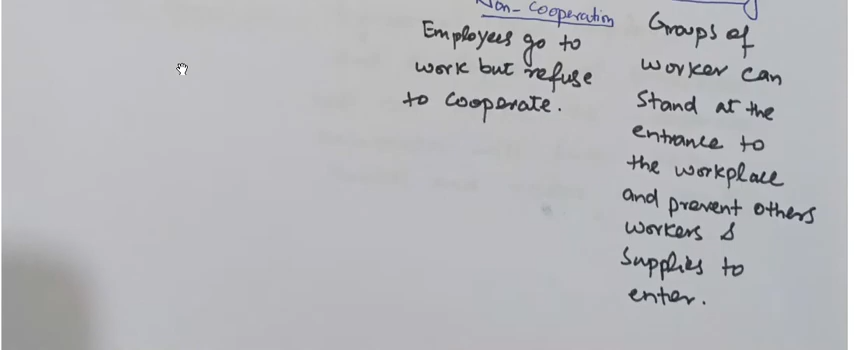 Non-Cooperation
Employees go to
work but refuse
to cooperate.
Groups of
worker can
Stand at the
entrance to
the workplace
and prevent others
workers &
Supplies to
enter.